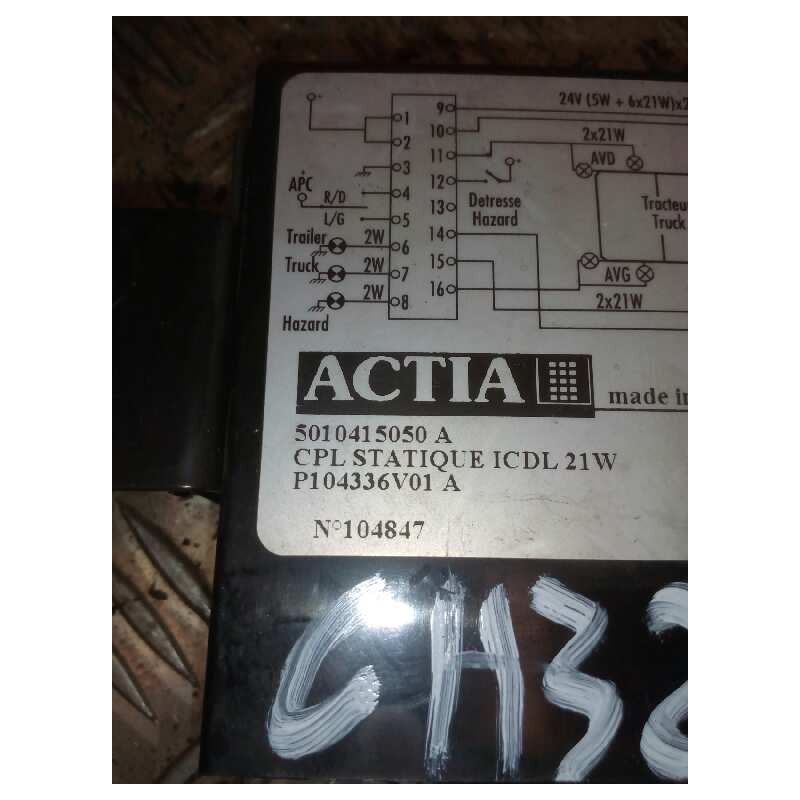 9 24V (5W + 6x21W)x2
1 10
2x21W
2 11 AVD
3 12
APC
R/D 4 13 Detresse
Hazard
Tracteu
Truck
L/G 5 14
Trailer 2W 6 15
Truck 2W 7 AVG
2W 8 16 2x21W
Hazard
ACTIA made in
5010415050 A
CPL STATIQUE ICDL 21W
P104336V01 A
N°104847
CH32